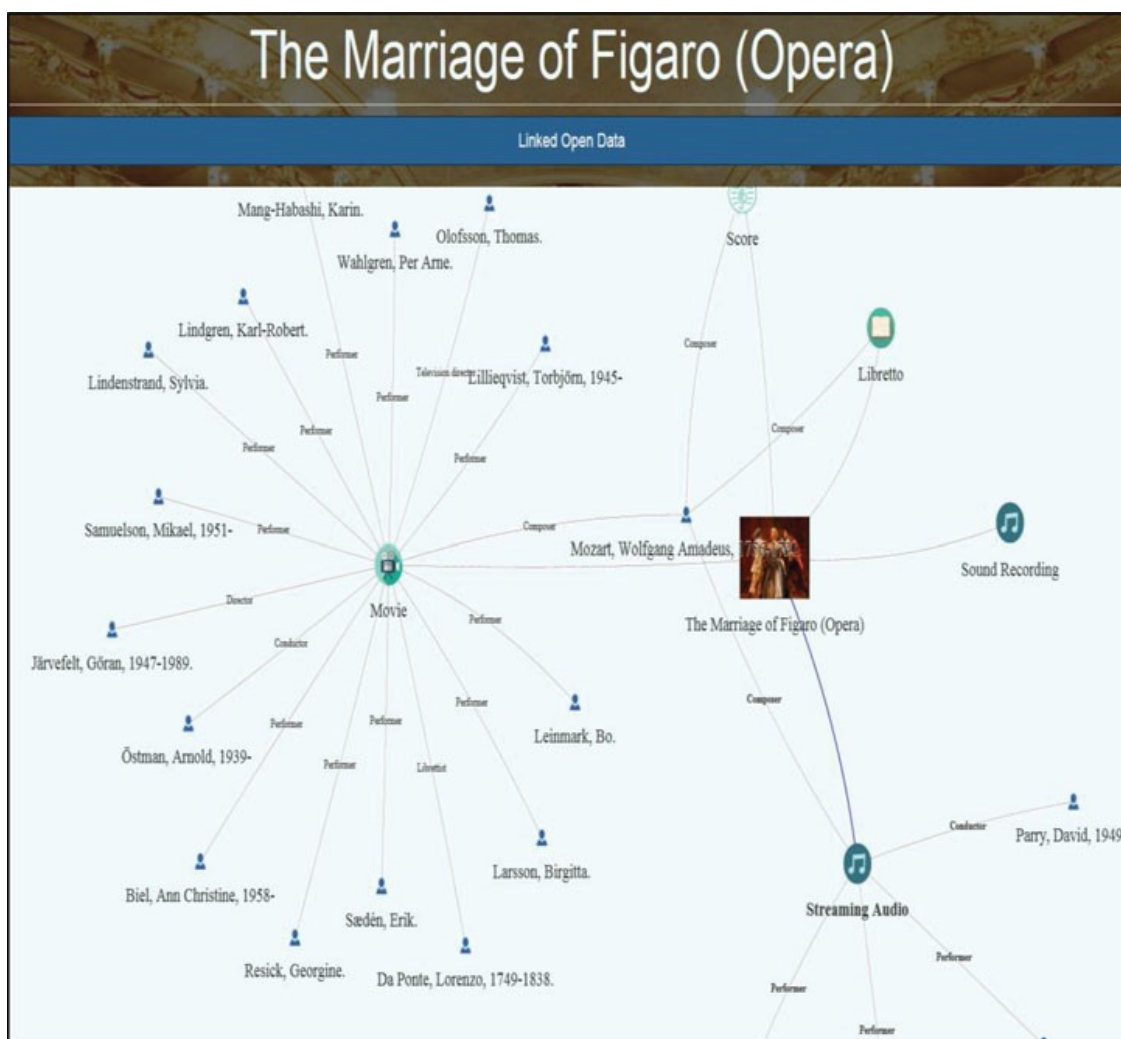 The Marriage of Figaro (Opera)
Linked Open Data
Mang-Habashi, Karin.
Olofsson, Thomas.
Wahlgren, Per Arne.
Score
Lindgren, Karl-Robert.
Composer
Performer
Lindenstrand, Sylvia.
Television director
Lillieqvist, Torbjörn, 1945-
Libretto
Performer
Composer
Performer
Performer
Performer
Samuelson, Mikael, 1951-
Performer
Composer
Mozart, Wolfgang Amadeus,
Sound Recording
Director
Movie
Performer
The Marriage of Figaro (Opera)
Järvefelt, Göran, 1947-1989.
Conductor
Performer
Composer
Performer
Performer
Leinmark, Bo.
Östman, Arnold, 1939-
Performer
Librettist
Conductor
Parry, David, 1949
Larsson, Birgitta.
Biel, Ann Christine, 1958-
Streaming Audio
Sædén, Erik.
Performer
Resick, Georgine.
Da Ponte, Lorenzo, 1749-1838.
Performer
Performer